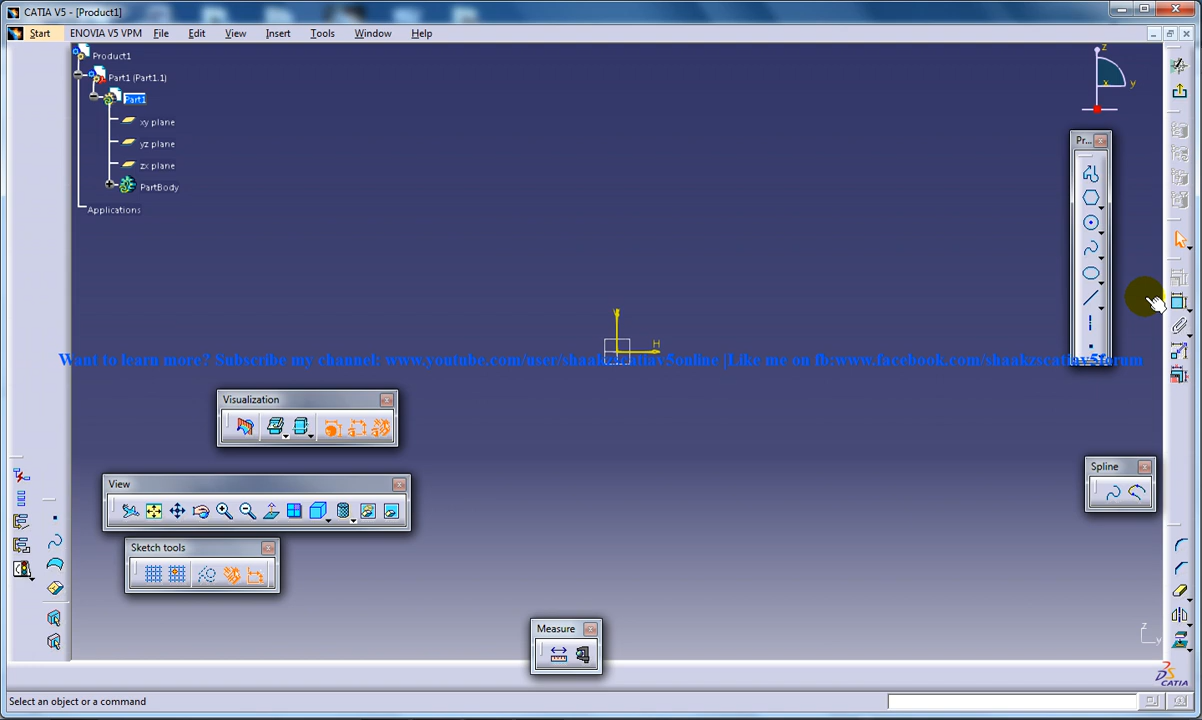 CATIA V5 - [Product1]
Start ENOVIA V5 VPM File Edit View Insert Tools Window Help
Product1
Part1 (Part1.1)
Part1
xy plane
yz plane
zx plane
PartBody
Applications
z
y
x
Pr...
V
H
Want to learn more? Subscribe my channel: www.youtube.com/user/shaakzscatiav5online |Like me on fb:www.facebook.com/shaakzscatiav5forum
Visualization
View
Spline
Sketch tools
Measure
z
y
CATIA
Select an object or a command